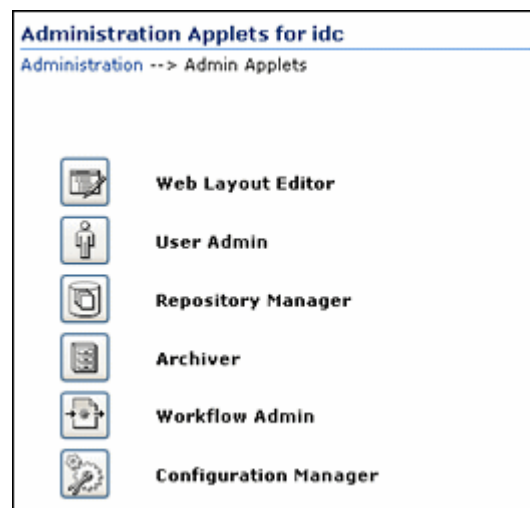 Administration Applets for idc
Administration --> Admin Applets
Web Layout Editor
User Admin
Repository Manager
Archiver
Workflow Admin
Configuration Manager